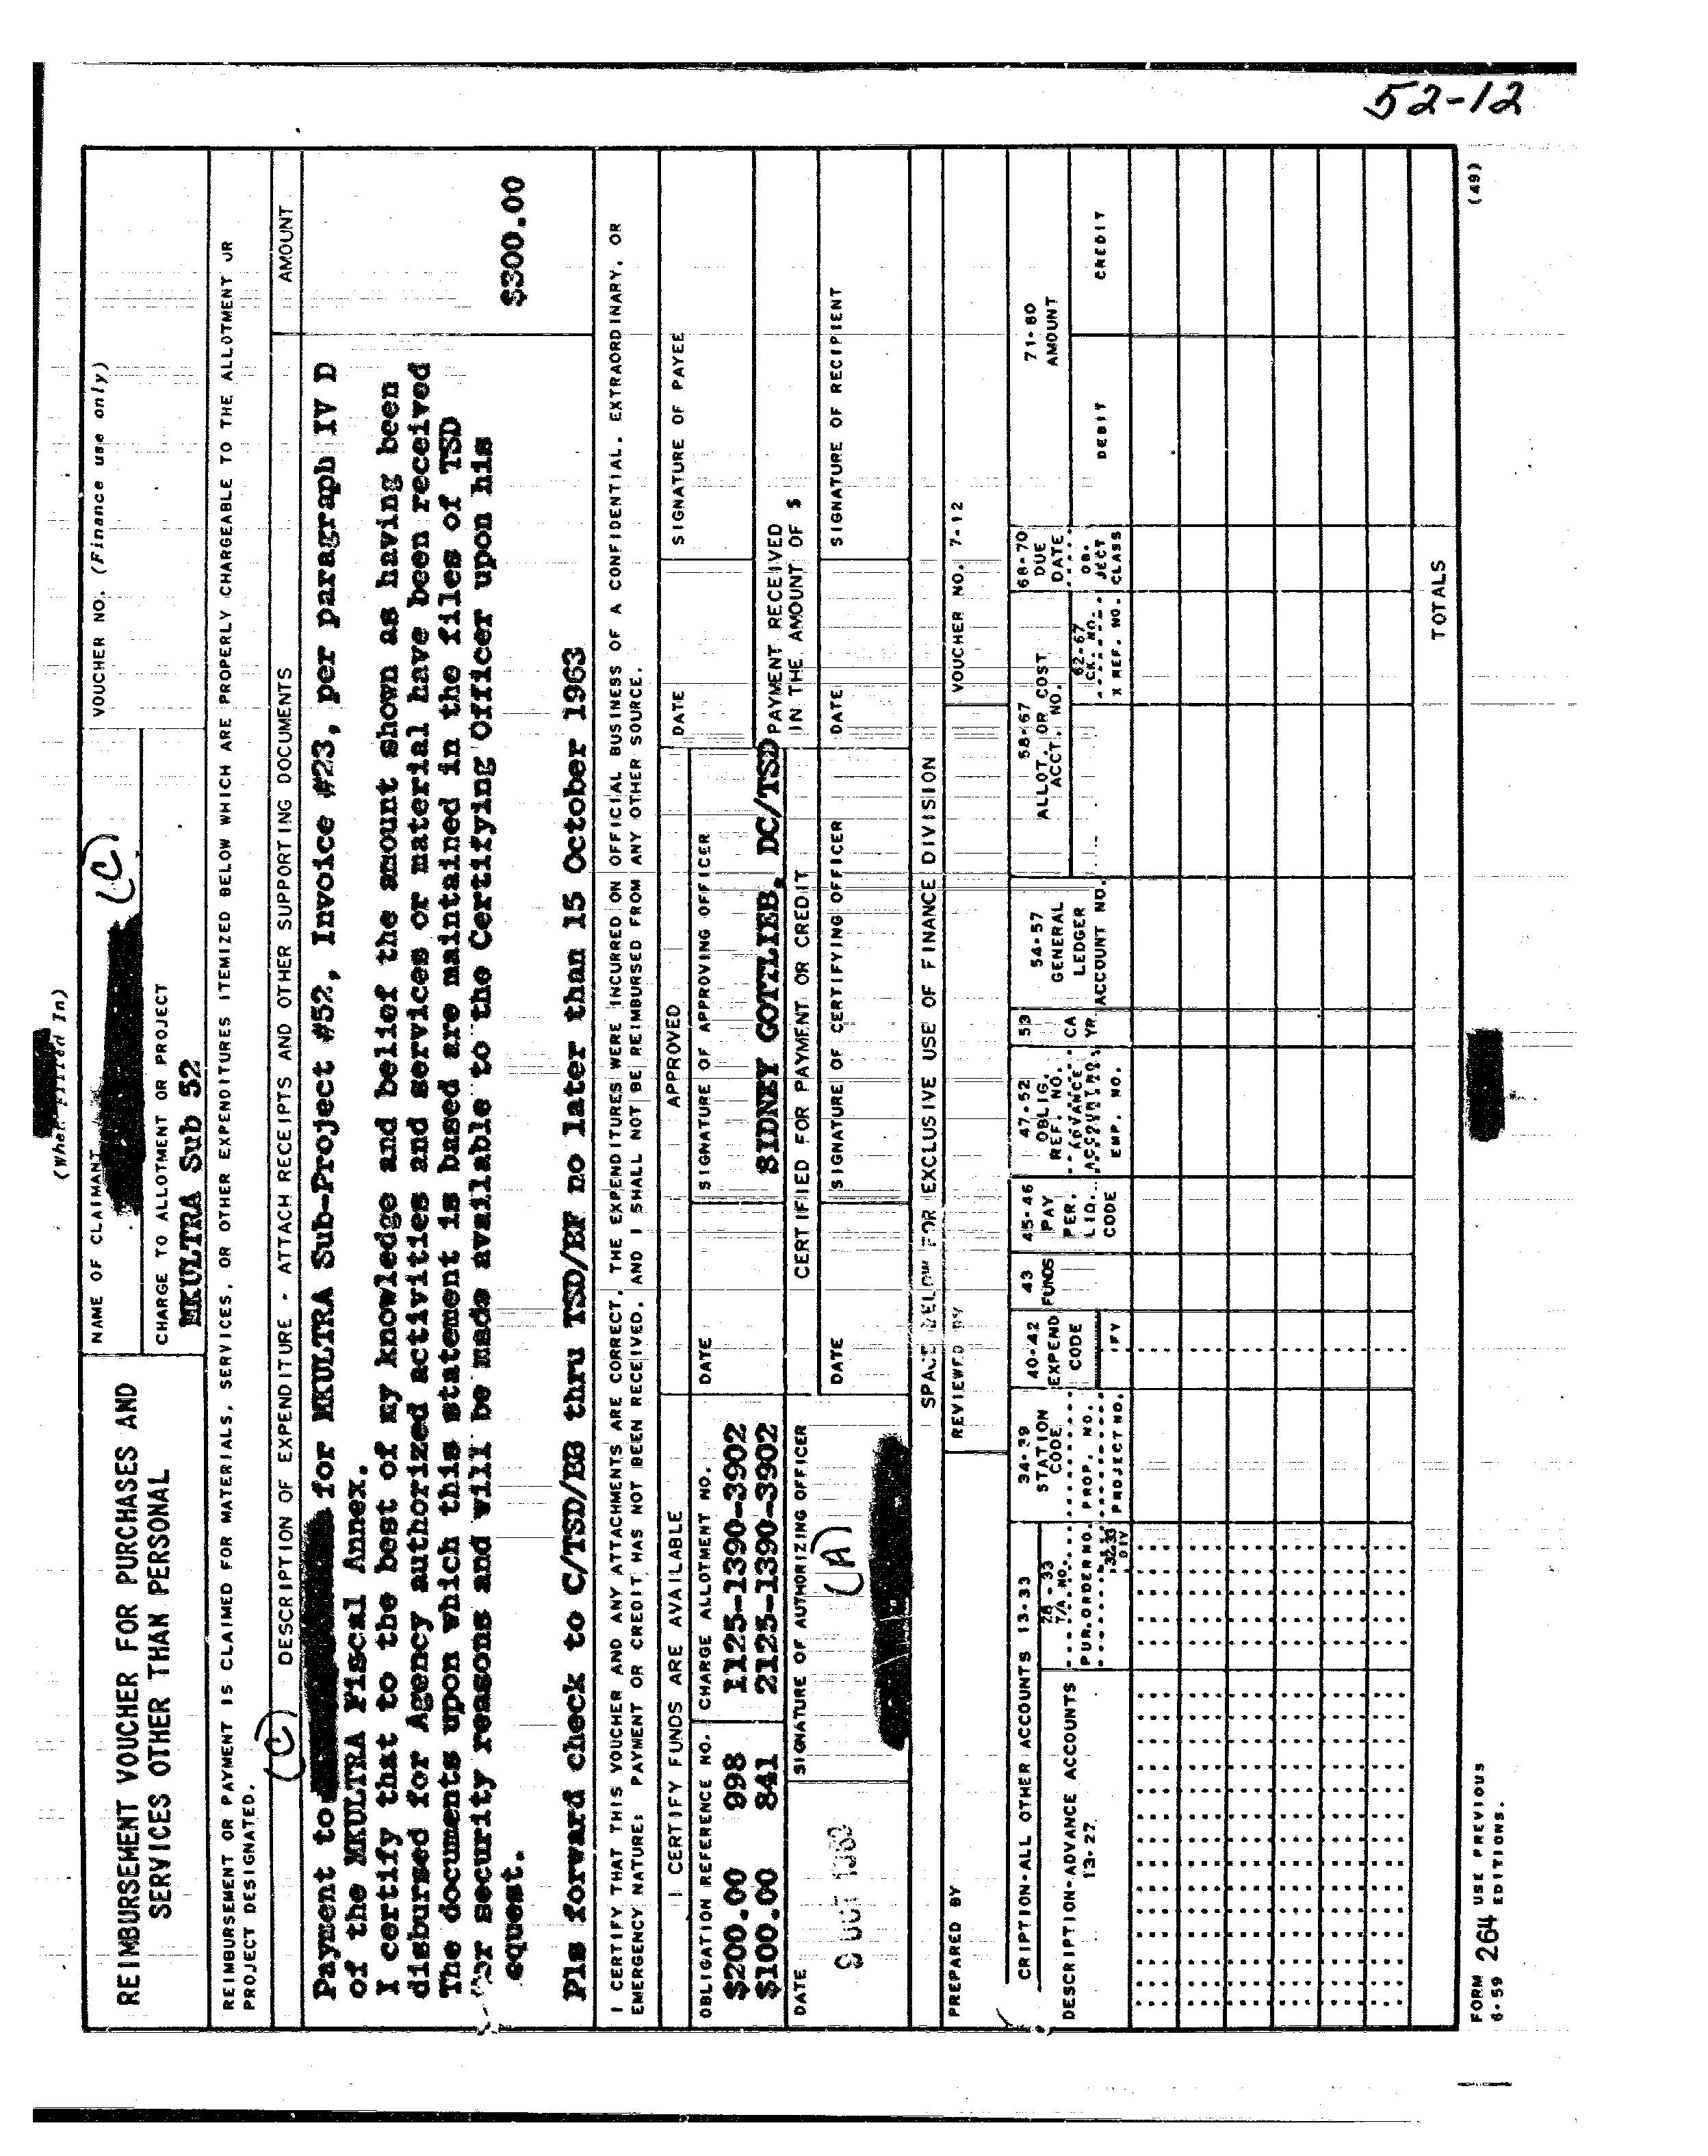 52-12
(When Filled In)
REIMBURSEMENT VOUCHER FOR PURCHASES AND
SERVICES OTHER THAN PERSONAL
NAME OF CLAIMANT
(C)
VOUCHER NO. (Finance use only)
CHARGE TO ALLOTMENT OR PROJECT
MKULTRA Sub 52
REIMBURSEMENT OR PAYMENT IS CLAIMED FOR MATERIALS, SERVICES, OR OTHER EXPENDITURES ITEMIZED BELOW WHICH ARE PROPERLY CHARGEABLE TO THE ALLOTMENT OR
PROJECT DESIGNATED.
(C)
DESCRIPTION OF EXPENDITURE - ATTACH RECEIPTS AND OTHER SUPPORTING DOCUMENTS
AMOUNT
Payment to for MKULTRA Sub-Project #52, Invoice #23, per paragraph IV D
of the MKULTRA Fiscal Annex.
I certify that to the best of my knowledge and belief the amount shown as having been
disbursed for Agency authorized activities and services or material have been received
The documents upon which this statement is based are maintained in the files of TSD
for security reasons and will be made available to the Certifying Officer upon his
equest.
$300.00
Pls forward check to C/TSD/BB thru TSD/BF no later than 15 October 1963
I CERTIFY THAT THIS VOUCHER AND ANY ATTACHMENTS ARE CORRECT. THE EXPENDITURES WERE INCURRED ON OFFICIAL BUSINESS OF A CONFIDENTIAL, EXTRAORDINARY, OR
EMERGENCY NATURE; PAYMENT OR CREDIT HAS NOT BEEN RECEIVED, AND I SHALL NOT BE REIMBURSED FROM ANY OTHER SOURCE.
I CERTIFY FUNDS ARE AVAILABLE
APPROVED
DATE
SIGNATURE OF PAYEE
OBLIGATION REFERENCE NO.
CHARGE ALLOTMENT NO.
DATE
SIGNATURE OF APPROVING OFFICER
$200.00 998 1125-1390-3902
$100.00 841 2125-1390-3902
SIDNEY GOTTLIEB, DC/TSD
PAYMENT RECEIVED
IN THE AMOUNT OF $
DATE
SIGNATURE OF AUTHORIZING OFFICER
CERTIFIED FOR PAYMENT OR CREDIT
9 OCT 1963
(A)
DATE
SIGNATURE OF CERTIFYING OFFICER
DATE
SIGNATURE OF RECIPIENT
SPACE BELOW FOR EXCLUSIVE USE OF FINANCE DIVISION
PREPARED BY
REVIEWED BY
VOUCHER NO. 7-12
CRIPTION-ALL OTHER ACCOUNTS 13-33
34-39
STATION
CODE
40-42
EXPEND
CODE
43
FUNDS
45-46
PAY
PER.
LIQ.
CODE
47-52
OBLIG.
REF. NO.
ADVANCE
ACCOUNTING
EMP. NO.
53
CA
YR
54-57
GENERAL
LEDGER
ACCOUNT NO.
58-67
ALLOT. OR COST
ACCT. NO.
68-70
DUE
DATE
71-80
AMOUNT
DESCRIPTION-ADVANCE ACCOUNTS
13-27
28-33
T/A NO.
PUR.ORDER NO.
PROP. NO.
32-33
DIV
PROJECT NO.
FY
62-67
CK. NO.
X REF. NO.
OB-
JECT
CLASS
DEBIT
CREDIT
TOTALS
FORM
6-59
264
USE PREVIOUS
EDITIONS.
(49)